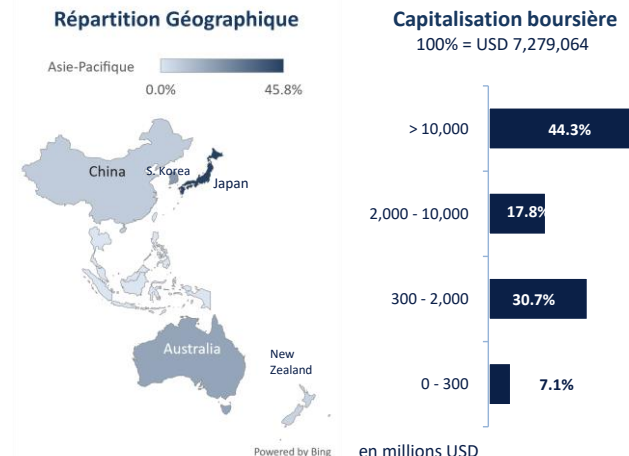 Répartition Géographique
Asie-Pacifique
0.0%
45.8%
China
S. Korea
Japan
Australia
New
Zealand
Powered by Bing
Capitalisation boursière
100% = USD 7,279,064
> 10,000
44.3%
2,000 - 10,000
17.8%
300 - 2,000
30.7%
0 - 300
7.1%
en millions USD